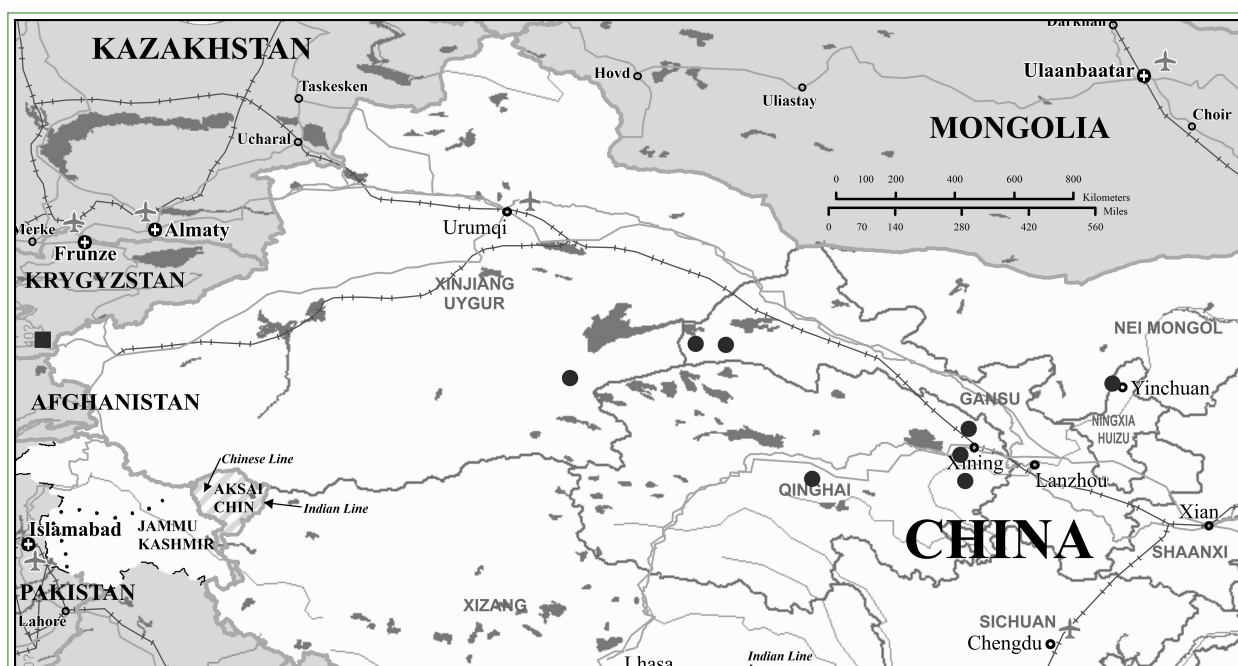 Darkhan
KAZAKHSTAN
Taskesken
Hovd
Uliastay
Ulaanbaatar
Choir
Ucharal
MONGOLIA
0 100 200 400 600 800
Kilometers
Miles
0 70 140 280 420 560
Merke
Almaty
Frunze
Urumqi
KRYGYZSTAN
XINJIANG
UYGUR
NEI MONGOL
AFGHANISTAN
GANSU
Yinchuan
NINGXIA
HUIZU
Chinese Line
Xining
Lanzhou
AKSAI
CHIN
Indian Line
QINGHAI
Islamabad
JAMMU
KASHMIR
CHINA
Xian
SHAANXI
PAKISTAN
Lahore
XIZANG
SICHUAN
Chengdu
Lhasa
Indian Line